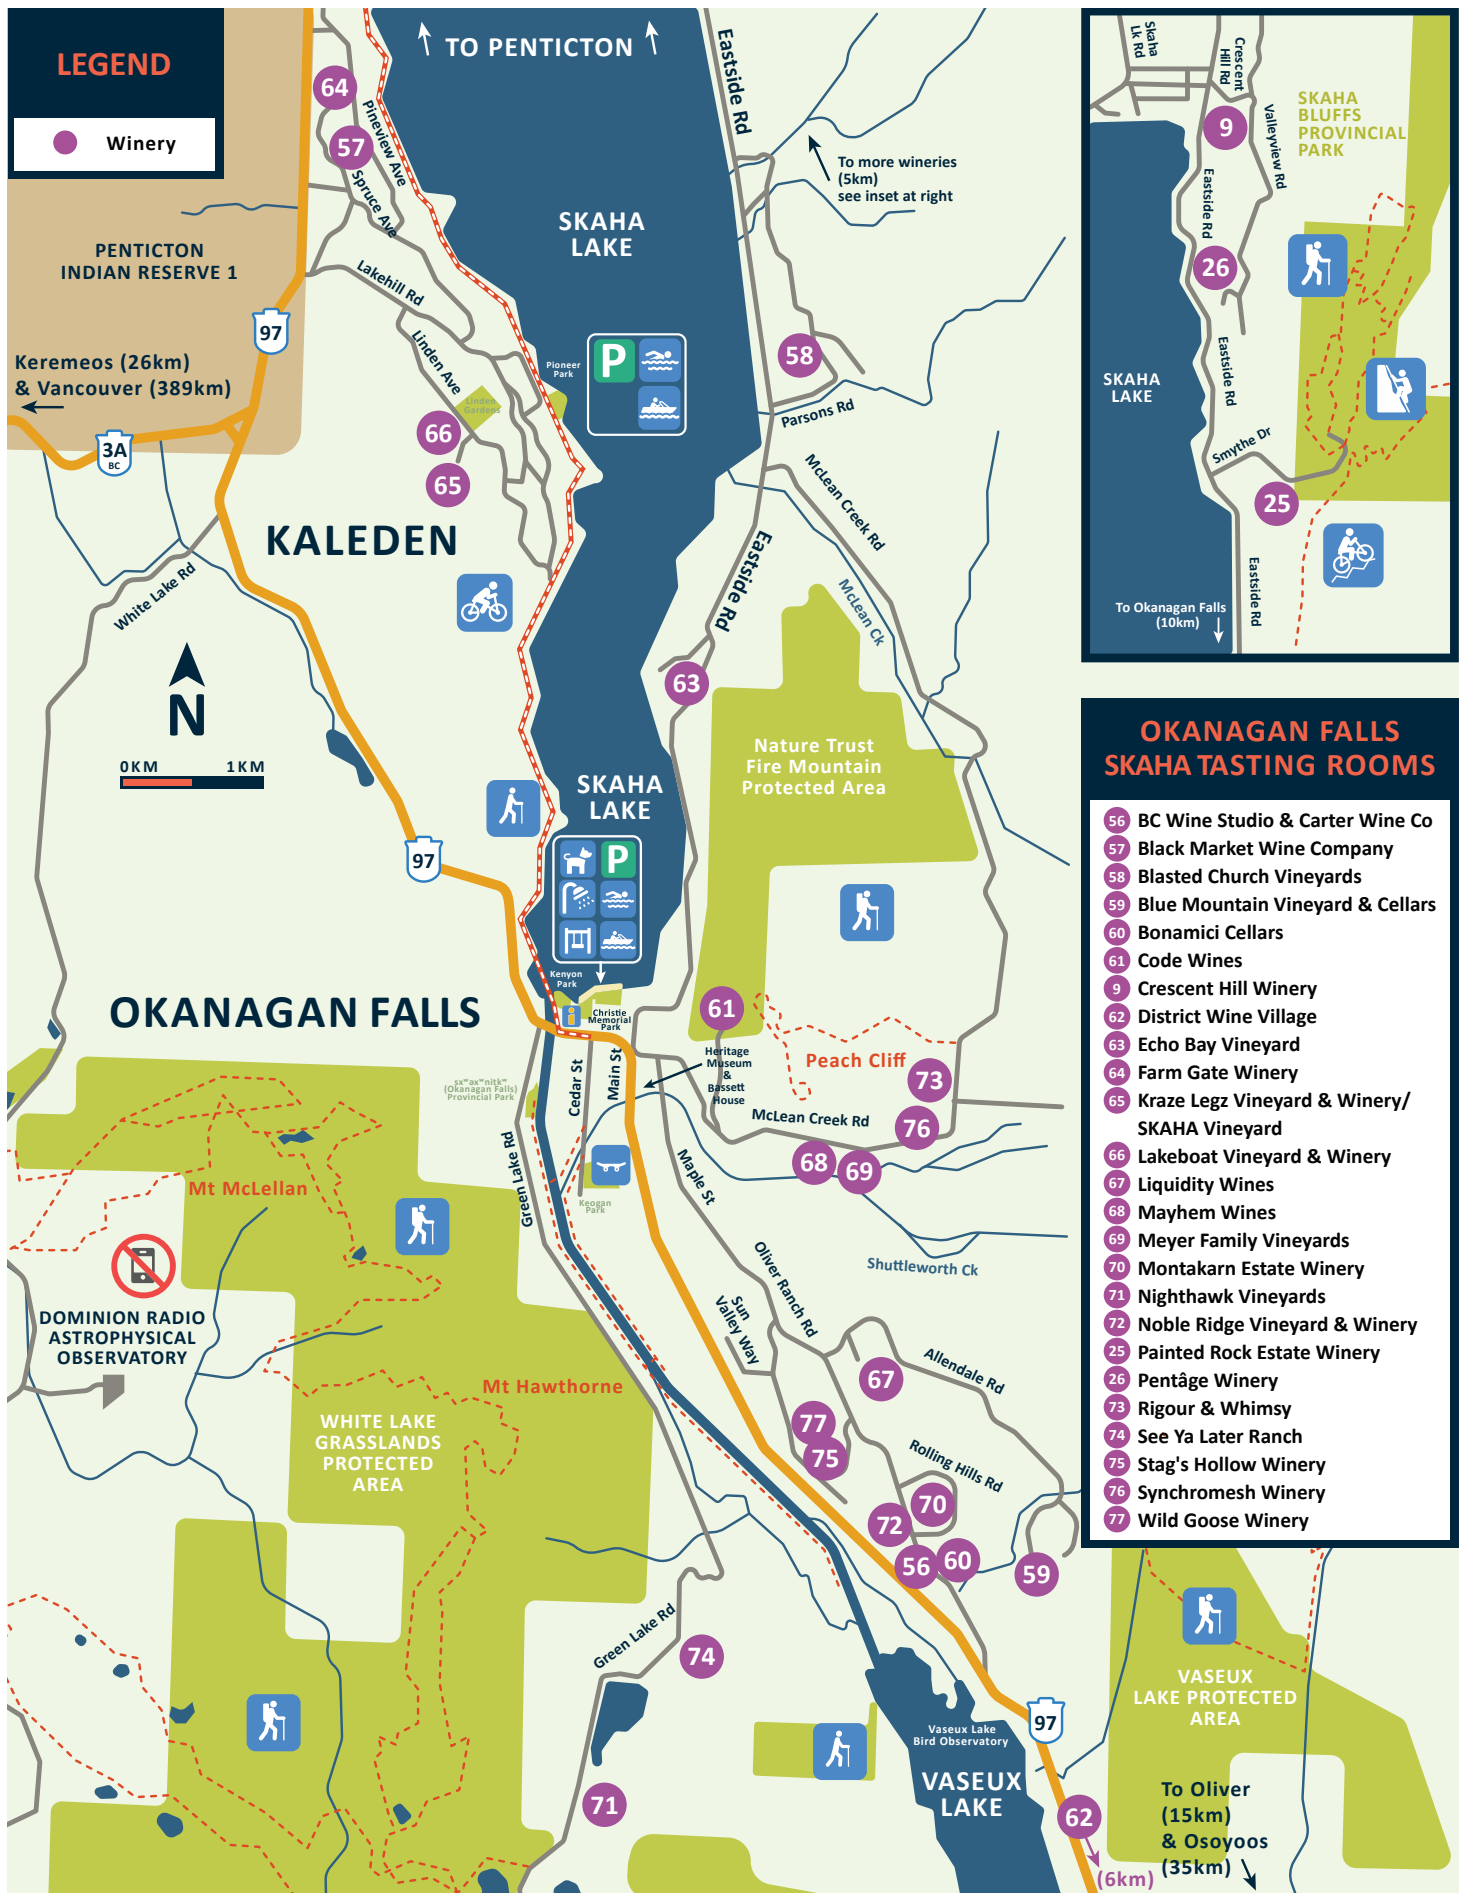 LEGEND
Winery
TO PENTICTON
Eastside Rd
64
57
Pineview Ave
Spruce Ave
PENTICTON
INDIAN RESERVE 1
SKAHA
LAKE
To more wineries
(5km)
see inset at right
Lakehill Rd
97
Linden Ave
Keremeos (26km)
& Vancouver (389km)
3A
BC
Linden
Gardens
Pioneer
Park
P
58
Parsons Rd
66
65
KALEDEN
McLean Creek Rd
Eastside Rd
McLean Ck
White Lake Rd
63
N
0KM
1KM
Nature Trust
Fire Mountain
Protected Area
SKAHA
LAKE
97
P
Kenyon
Park
Christie
Memorial
Park
i
OKANAGAN FALLS
61
Heritage
Museum
&
Bassett
House
Peach Cliff
73
76
McLean Creek Rd
68
69
sxʷəxʷnitkʷ
(Okanagan Falls)
Provincial Park
Cedar St
Main St
Green Lake Rd
Keogan
Park
Maple St
Mt McLellan
Shuttleworth Ck
DOMINION RADIO
ASTROPHYSICAL
OBSERVATORY
Oliver Ranch Rd
Sun
Valley Way
Allendale Rd
67
Mt Hawthorne
WHITE LAKE
GRASSLANDS
PROTECTED
AREA
77
75
Rolling Hills Rd
70
72
56
60
59
Green Lake Rd
74
71
Vaseux Lake
Bird Observatory
VASEUX
LAKE
97
VASEUX
LAKE PROTECTED
AREA
62
(6km)
To Oliver
(15km)
& Osoyoos
(35km)
Skaha
Lk Rd
Crescent
Hill Rd
9
Valleyview Rd
SKAHA
BLUFFS
PROVINCIAL
PARK
Eastside Rd
26
Eastside Rd
SKAHA
LAKE
Smythe Dr
25
Eastside Rd
To Okanagan Falls
(10km)
OKANAGAN FALLS
SKAHA TASTING ROOMS
56 BC Wine Studio & Carter Wine Co
57 Black Market Wine Company
58 Blasted Church Vineyards
59 Blue Mountain Vineyard & Cellars
60 Bonamici Cellars
61 Code Wines
9 Crescent Hill Winery
62 District Wine Village
63 Echo Bay Vineyard
64 Farm Gate Winery
65 Kraze Legz Vineyard & Winery/
SKAHA Vineyard
66 Lakeboat Vineyard & Winery
67 Liquidity Wines
68 Mayhem Wines
69 Meyer Family Vineyards
70 Montakarn Estate Winery
71 Nighthawk Vineyards
72 Noble Ridge Vineyard & Winery
25 Painted Rock Estate Winery
26 Pentâge Winery
73 Rigour & Whimsy
74 See Ya Later Ranch
75 Stag's Hollow Winery
76 Synchromesh Winery
77 Wild Goose Winery